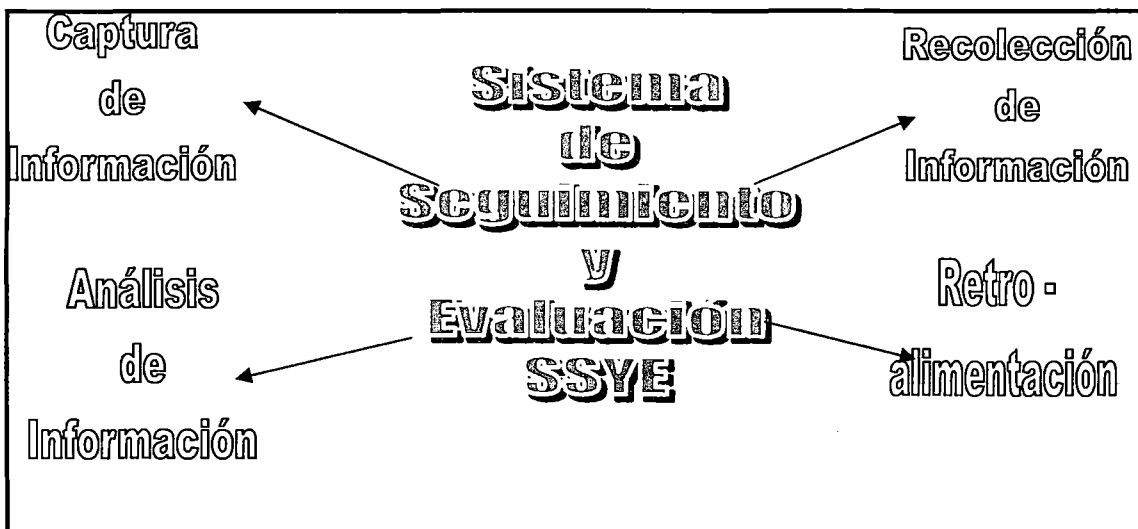 Captura
de
Información
Sistema
de
Seguimiento
y
Evaluación
SSYE
Recolección
de
Información
Análisis
de
Información
Retro -
alimentación